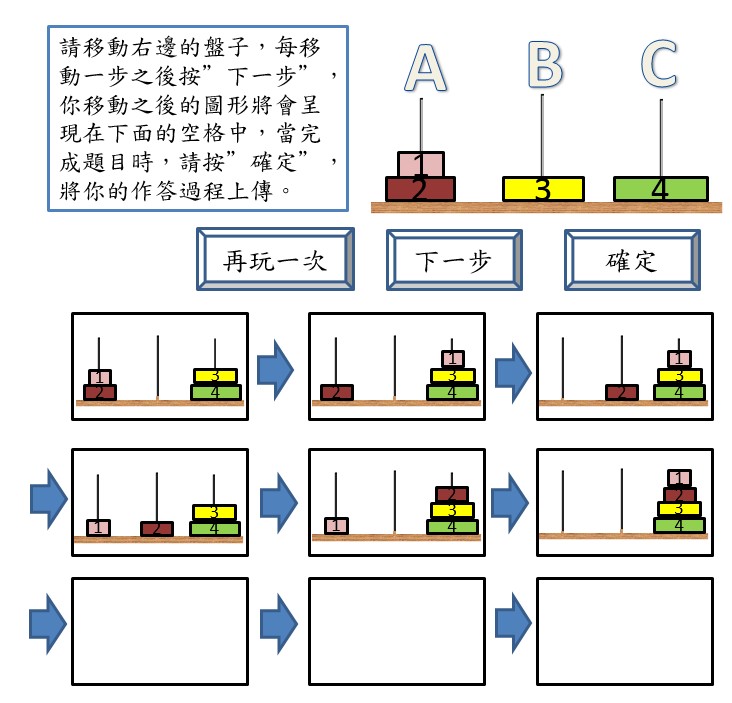 請移動右邊的盤子，每移
動一步之後按”下一步”，
你移動之後的圖形將會呈
現在下面的空格中，當完
成題目時，請按”確定”，
將你的作答過程上傳。
A B C
1
2 3 4
再玩一次 下一步 確定
1 3
2 4
1
3
2 4
1
3
2 4
3
1 2 4
2
3
1 4
1
2
3
4